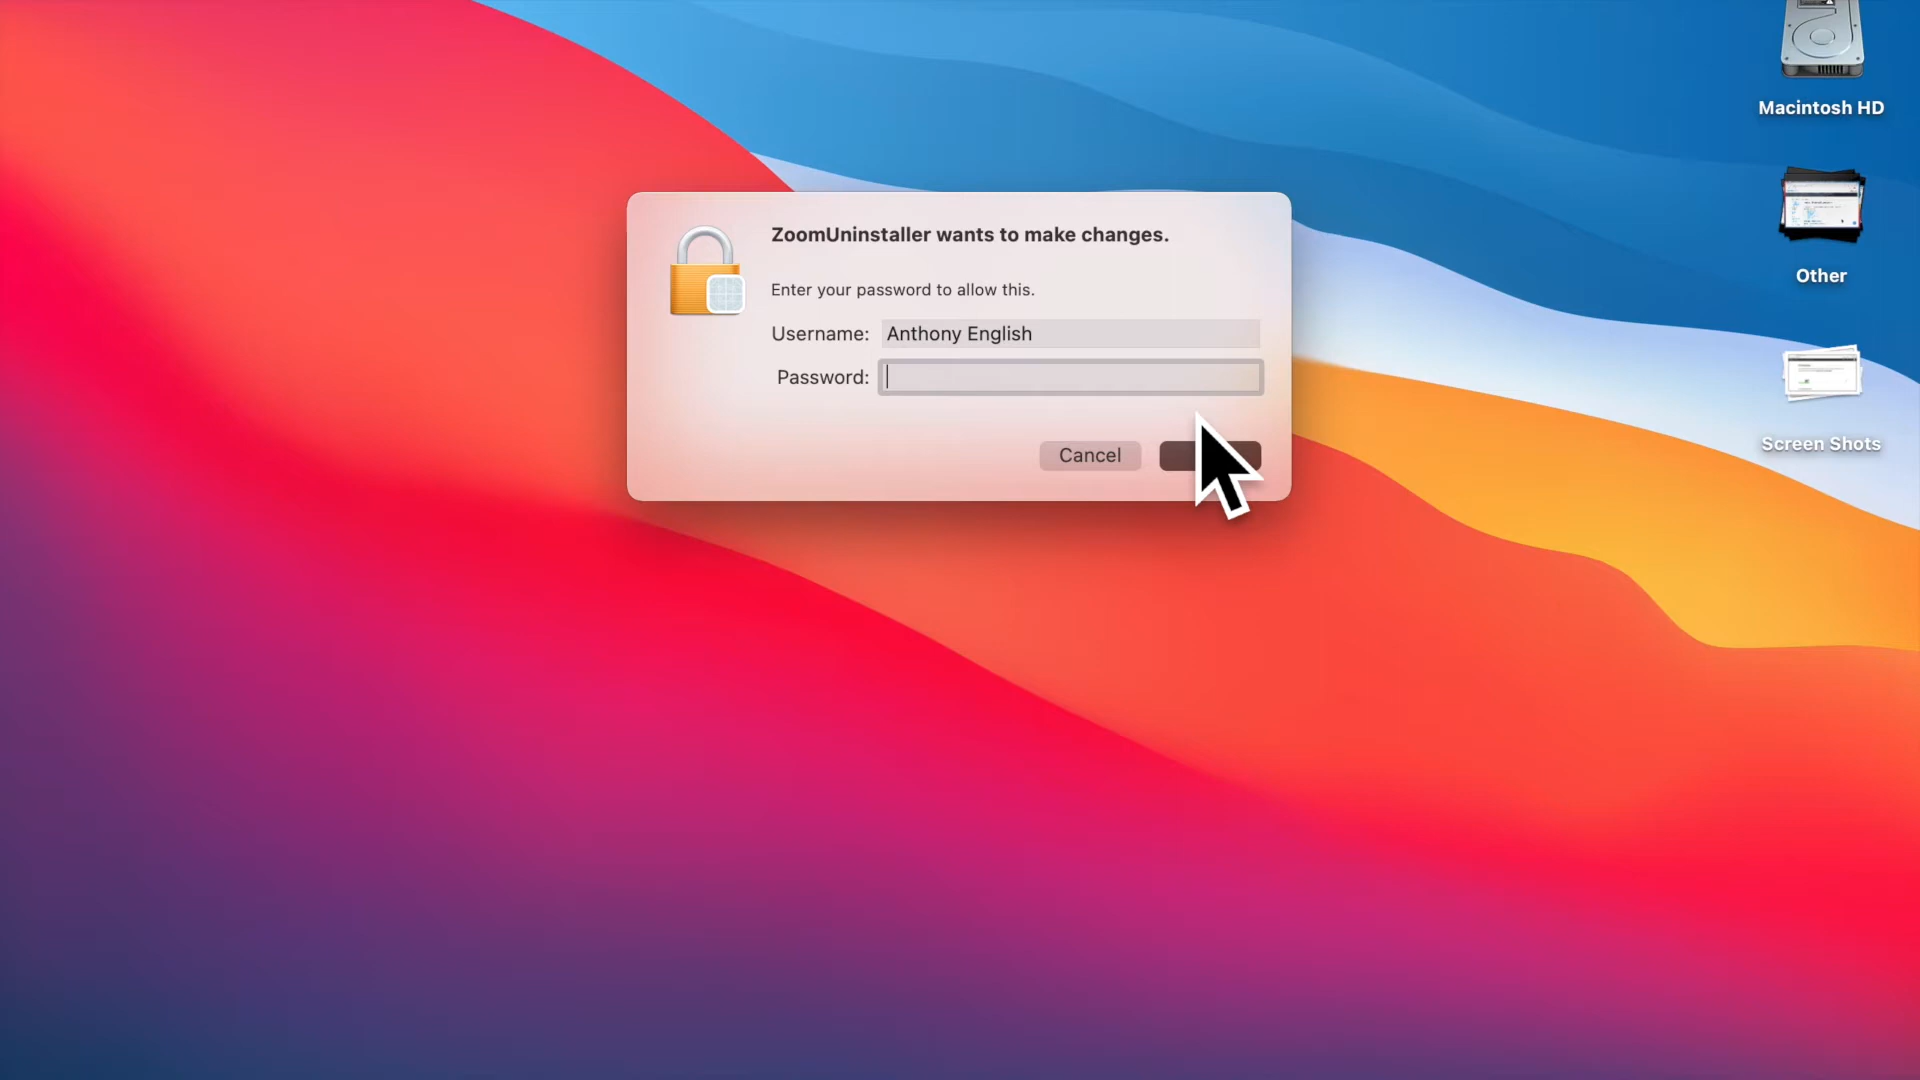 Macintosh HD
Other
Screen Shots
ZoomUninstaller wants to make changes.
Enter your password to allow this.
Username: Anthony English
Password:
Cancel